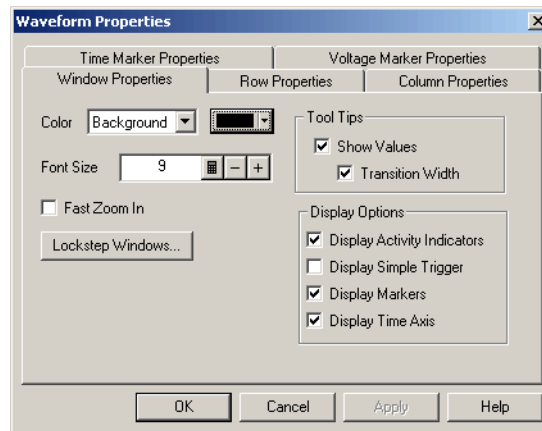 Waveform Properties
Time Marker Properties
Voltage Marker Properties
Window Properties
Row Properties
Column Properties
Color
Background
Font Size
9
Fast Zoom In
Lockstep Windows...
Tool Tips
Show Values
Transition Width
Display Options
Display Activity Indicators
Display Simple Trigger
Display Markers
Display Time Axis
OK
Cancel
Apply
Help